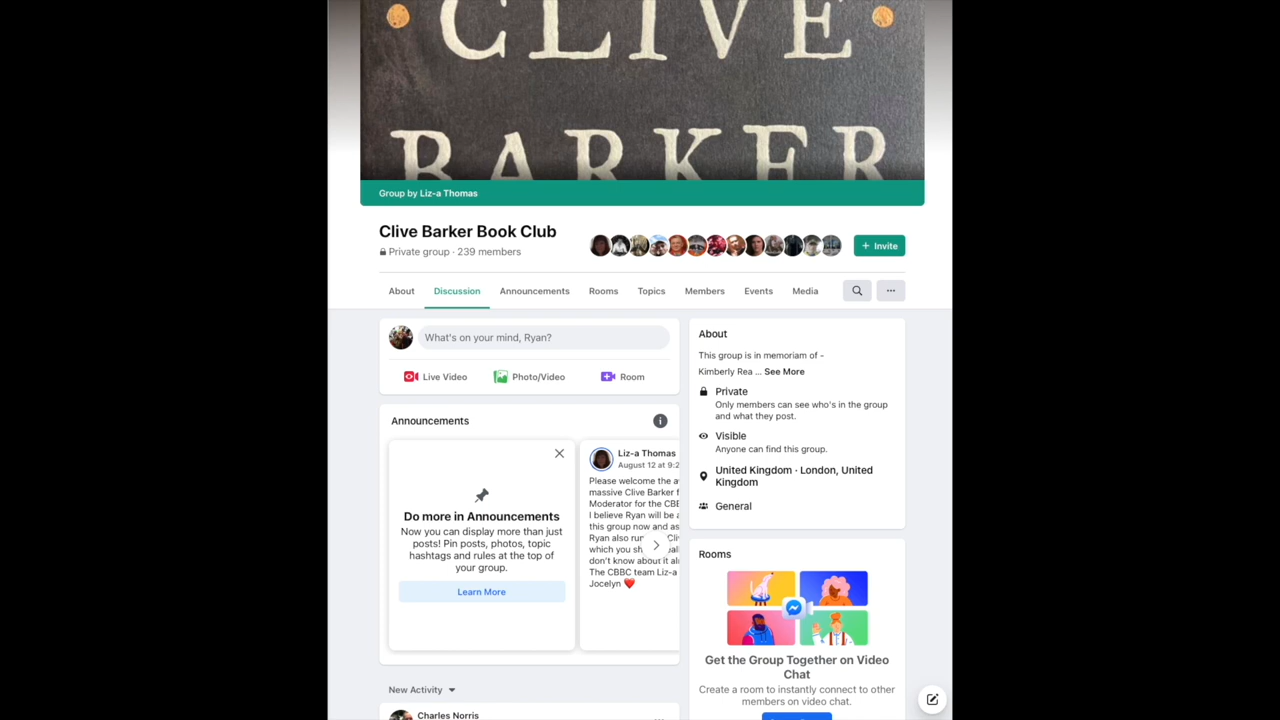 CLIVE
BARKER
Group by Liz-a Thomas
Clive Barker Book Club
Private group · 239 members
+ Invite
About
Discussion
Announcements
Rooms
Topics
Members
Events
Media
What's on your mind, Ryan?
Live Video
Photo/Video
Room
Announcements
Do more in Announcements
Now you can display more than just
posts! Pin posts, photos, topic
hashtags and rules at the top of
your group.
Learn More
Liz-a Thomas
August 12 at 9:2
Please welcome the
massive Clive Barker
Moderator for the CBB
I believe Ryan will be
this group now and as
Ryan also
which you
don't know about it
The CBBC team Liz-a
Jocelyn ❤️
New Activity
Charles Norris
About
This group is in memoriam of -
Kimberly Rea ... See More
Private
Only members can see who's in the group
and what they post.
Visible
Anyone can find this group.
United Kingdom · London, United
Kingdom
General
Rooms
Get the Group Together on Video
Chat
Create a room to instantly connect to other
members on video chat.